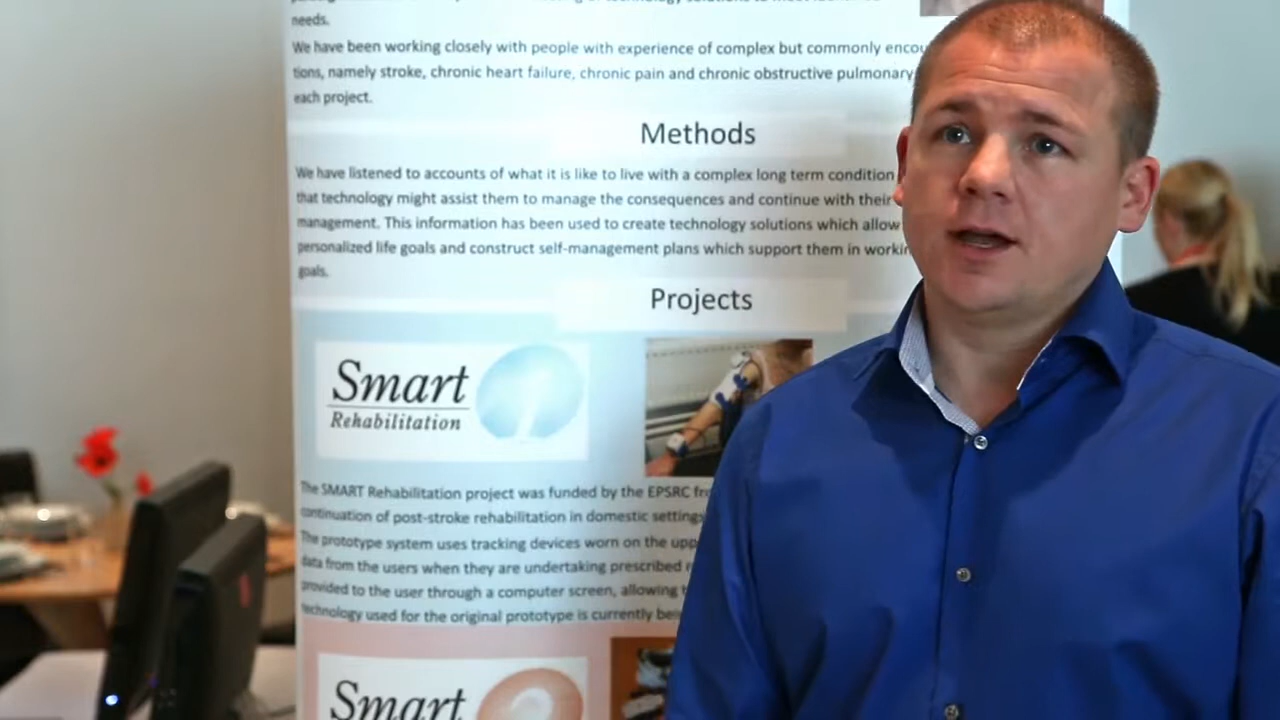 needs.
We have been working closely with people with experience of complex but commonly encou
tions, namely stroke, chronic heart failure, chronic pain and chronic obstructive pulmonary
each project.
Methods
We have listened to accounts of what it is like to live with a complex long term condition
that technology might assist them to manage the consequences and continue with their
management. This information has been used to create technology solutions which allow
personalized life goals and construct self-management plans which support them in workin
goals.
Projects
Smart
Rehabilitation
The SMART Rehabilitation project was funded by the EPSRC fr
continuation of post-stroke rehabilitation in domestic settings
The prototype system uses tracking devices worn on the upp
data from the users when they are undertaking prescribed
provided to the user through a computer screen, allowing
technology used for the original prototype is currently bei
Smart